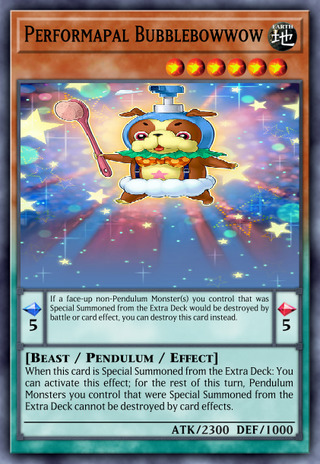 Performapal Bubblebowwow
EARTH
地
If a face-up non-Pendulum Monster(s) you control that was
Special Summoned from the Extra Deck would be destroyed by
battle or card effect, you can destroy this card instead.
5
5
[Beast / Pendulum / Effect]
When this card is Special Summoned from the Extra Deck: You
can activate this effect; for the rest of this turn, Pendulum
Monsters you control that were Special Summoned from the
Extra Deck cannot be destroyed by card effects.
ATK/2300 DEF/1000